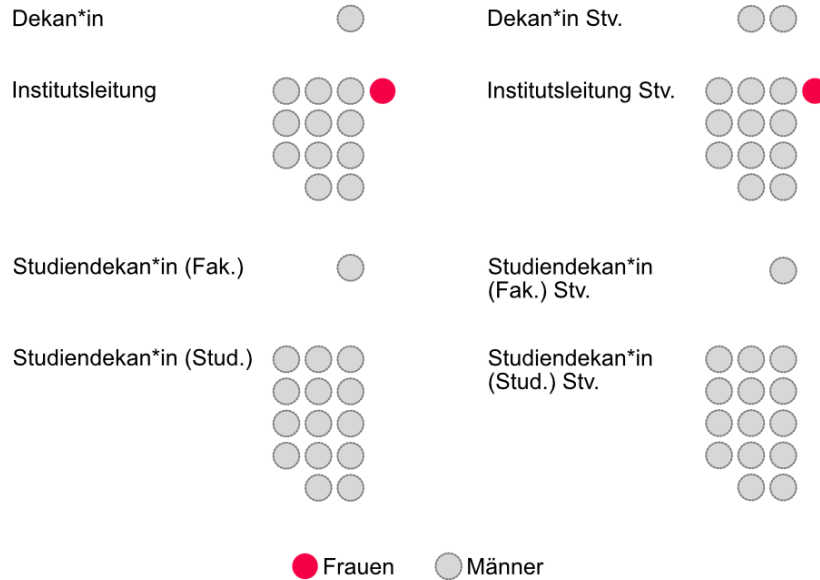 Dekan*in
Dekan*in Stv.
Institutsleitung
Institutsleitung Stv.
Studiendekan*in (Fak.)
Studiendekan*in
(Fak.) Stv.
Studiendekan*in (Stud.)
Studiendekan*in
(Stud.) Stv.
Frauen
Männer